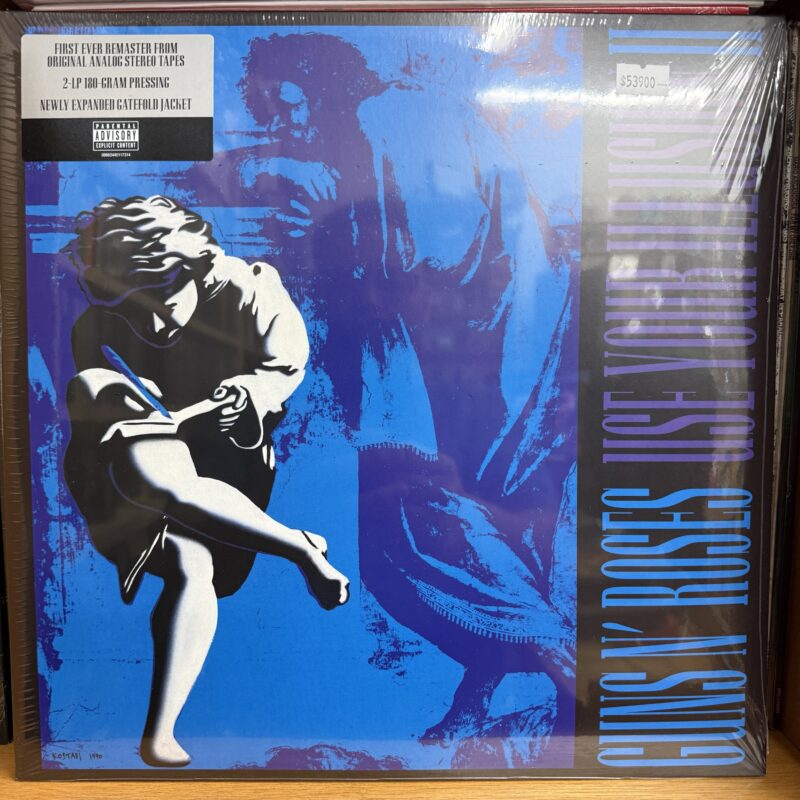 FIRST EVER REMASTER FROM
ORIGINAL ANALOG STEREO TAPES
2-LP 180-GRAM PRESSING
NEWLY EXPANDED GATEFOLD JACKET
PARENTAL
ADVISORY
EXPLICIT CONTENT
$53900
GUNS N' ROSES USE YOUR ILLUSION II
KOSTABI 1990